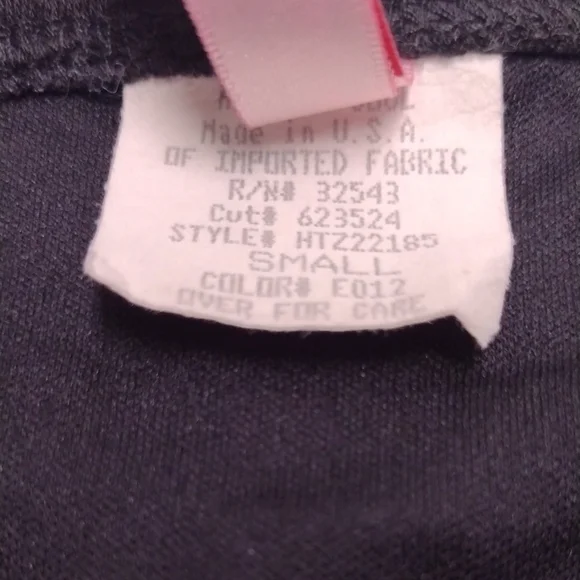 Made in U.S.A.
OF IMPORTED FABRIC
R/N# 32543
Cut# 623524
STYLE# HTZ22185
SMALL
COLOR# E012
OVER FOR CARE